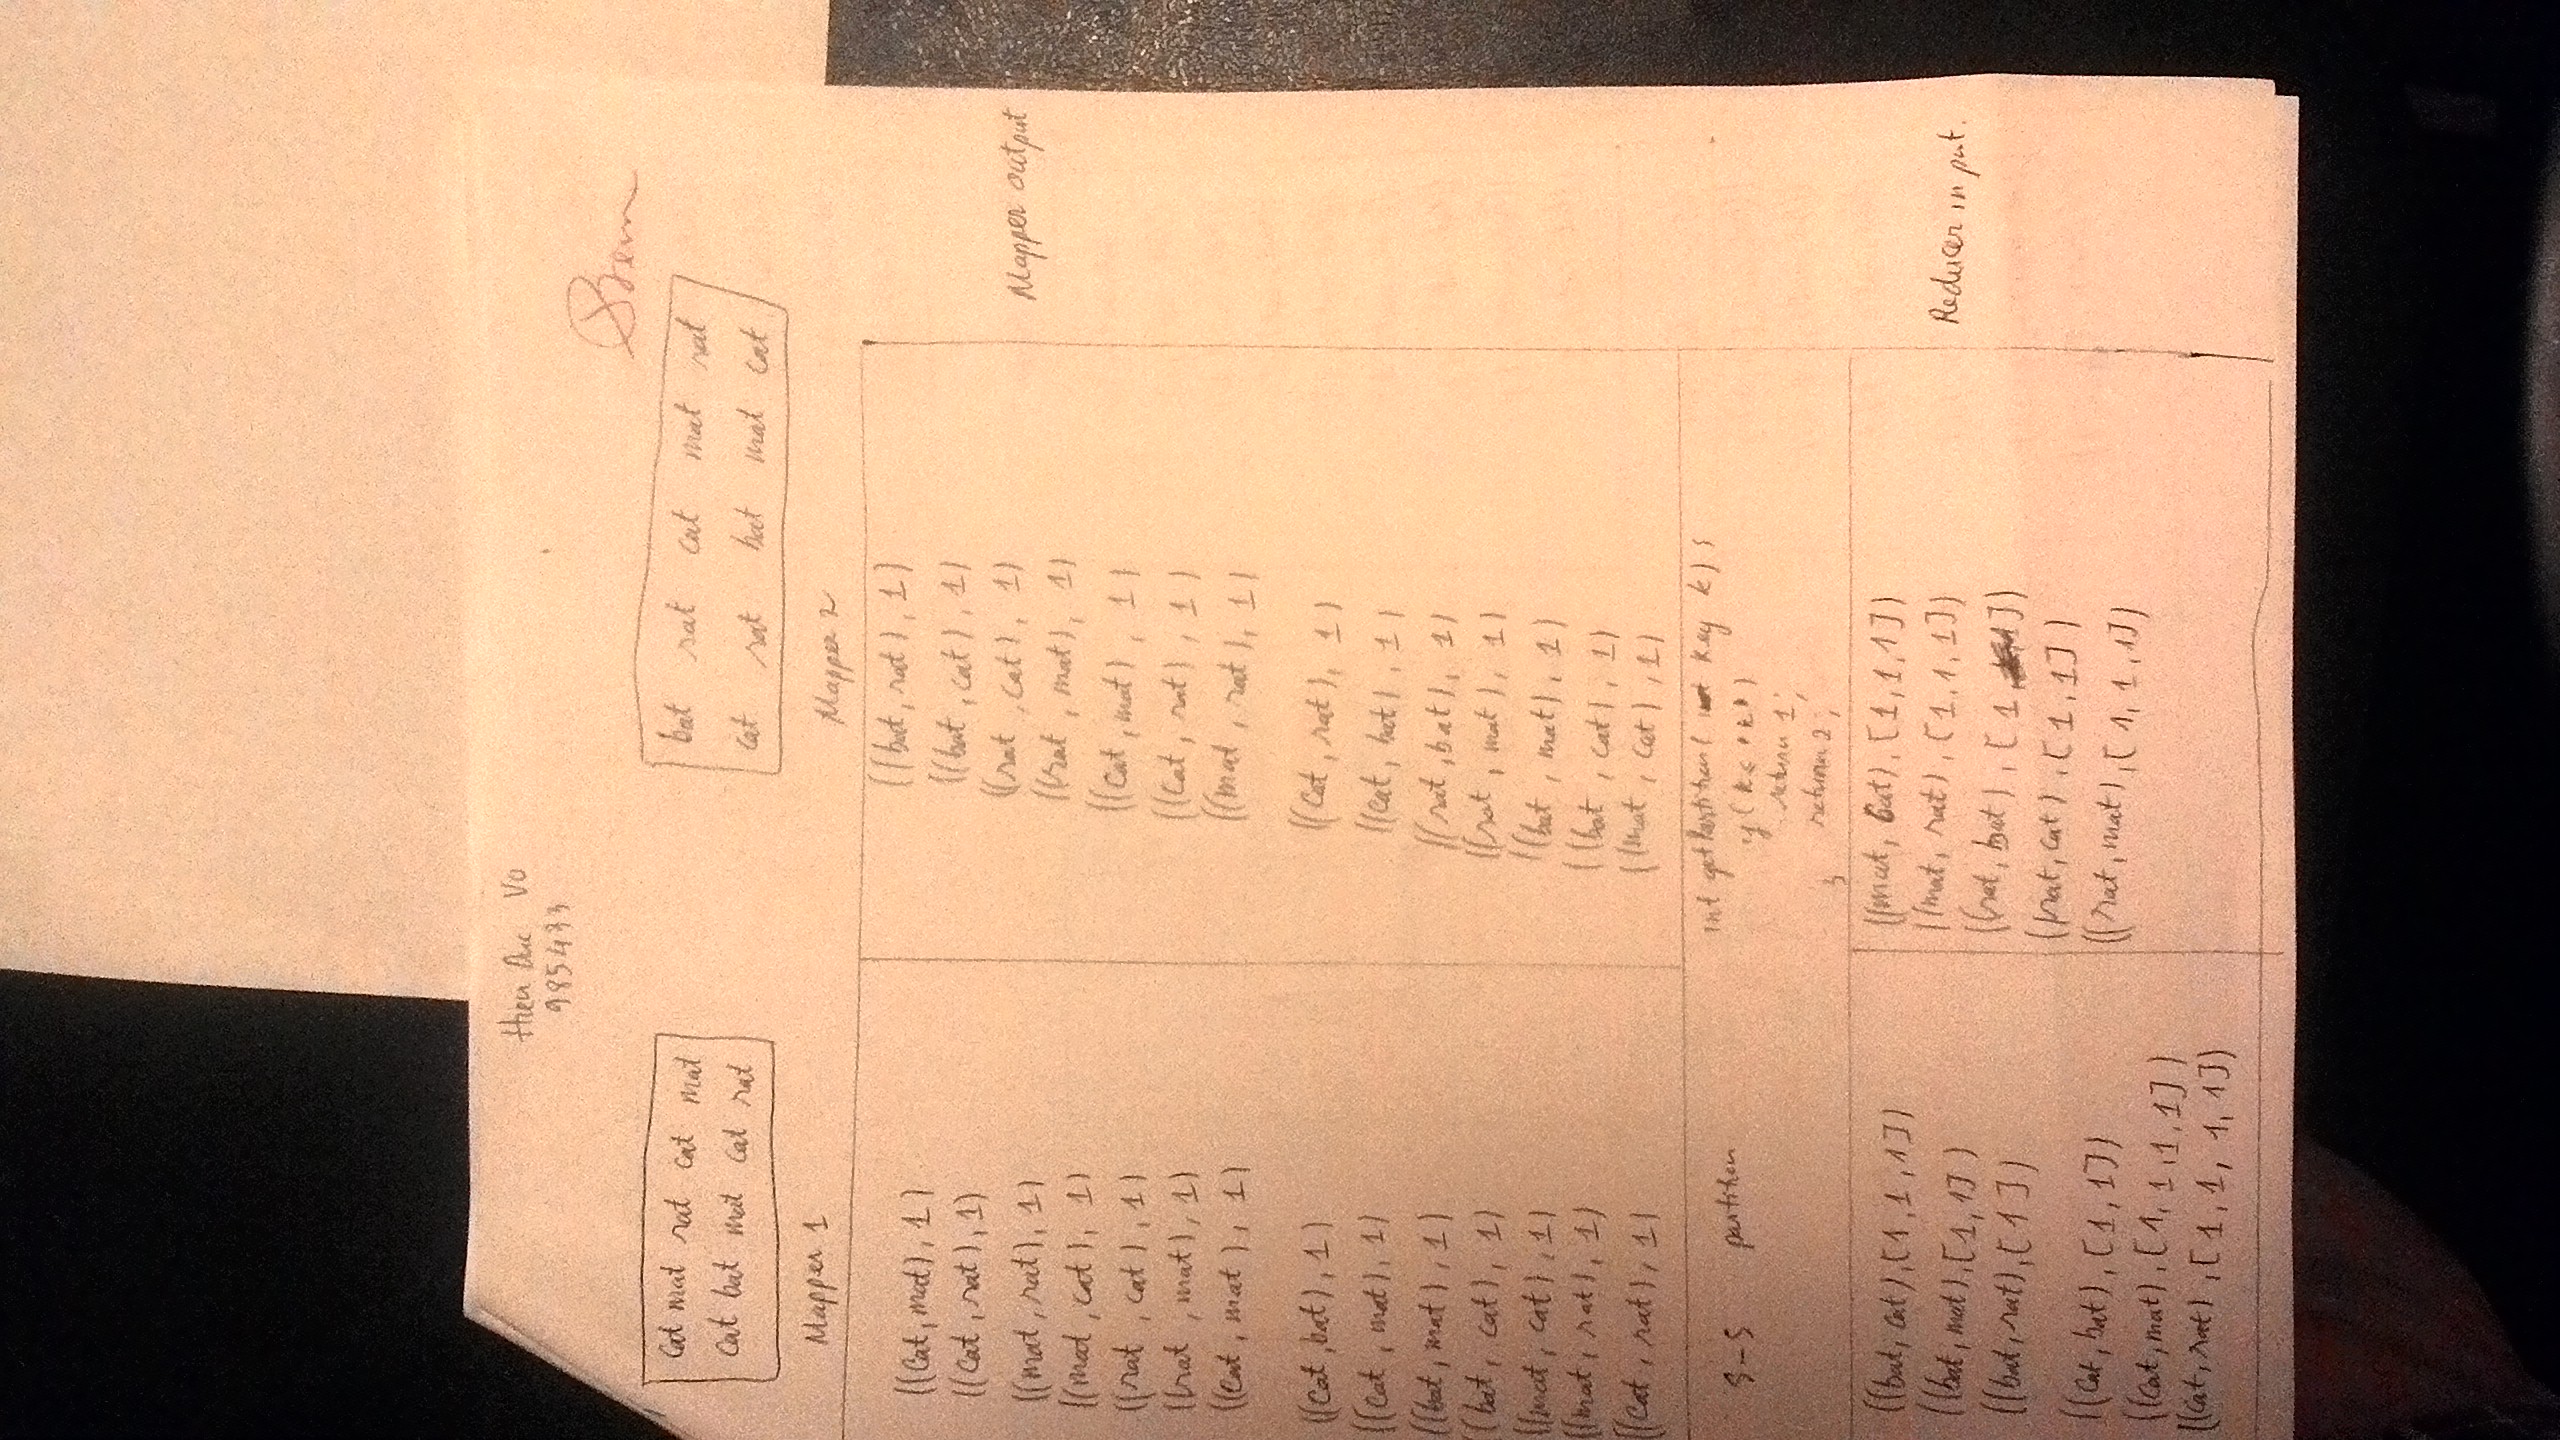 Hien Duc Vo
985433
Cat mat rat cat mat
Cat bat mat cat rat
Mapper 1
bat rat cat mat rat
cat rat bat mat cat
Mapper 2
((Cat, mat), 1)
((Cat, rat), 1)
((mat, rat), 1)
((mat, cat), 1)
((rat, cat), 1)
((rat, mat), 1)
((Cat, mat), 1)
((Cat, bat), 1)
((Cat, mat), 1)
((bat, mat), 1)
((bat, cat), 1)
((mat, cat), 1)
((mat, rat), 1)
((Cat, rat), 1)
((bat, rat), 1)
((bat, cat), 1)
((rat, cat), 1)
((rat, mat), 1)
((Cat, mat), 1)
((Cat, rat), 1)
((mat, rat), 1)
((Cat, rat), 1)
((Cat, bat), 1)
((rat, bat), 1)
((rat, mat), 1)
((bat, mat), 1)
((bat, cat), 1)
((mat, cat), 1)
Mapper output
S-S partition
int getPartition( Key k) {
if ( k < "k" )
return 1;
return 2;
}
((bat, cat), [1, 1, 1])
((bat, mat), [1, 1])
((bat, rat), [1])
((Cat, bat), [1, 1])
((Cat, mat), [1, 1, 1, 1])
((Cat, rat), [1, 1, 1, 1])
((mat, Cat), [1, 1, 1])
((mat, rat), [1, 1, 1])
((rat, bat), [1 ])
((rat, cat), [1, 1])
((rat, mat), [1, 1, 1])
Reducer input.